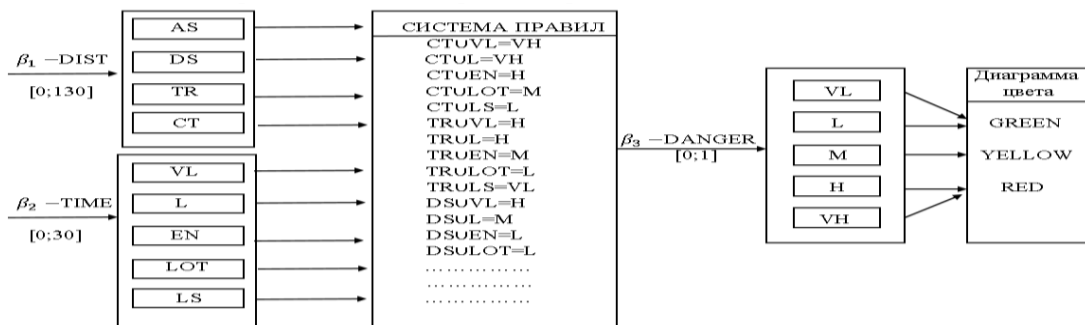 β₁ –DIST
[0;130]
AS
DS
TR
CT
β₂ –TIME
[0;30]
VL
L
EN
LOT
LS
СИСТЕМА ПРАВИЛ
CT∪VL=VH
CT∪L=VH
CT∪EN=H
CT∪LOT=M
CT∪LS=L
TR∪VL=H
TR∪L=H
TR∪EN=M
TR∪LOT=L
TR∪LS=VL
DS∪VL=H
DS∪L=M
DS∪EN=L
DS∪LOT=L
……………
……………
……………
β₃ –DANGER
[0;1]
VL
L
M
H
VH
Диаграмма
цвета
GREEN
YELLOW
RED